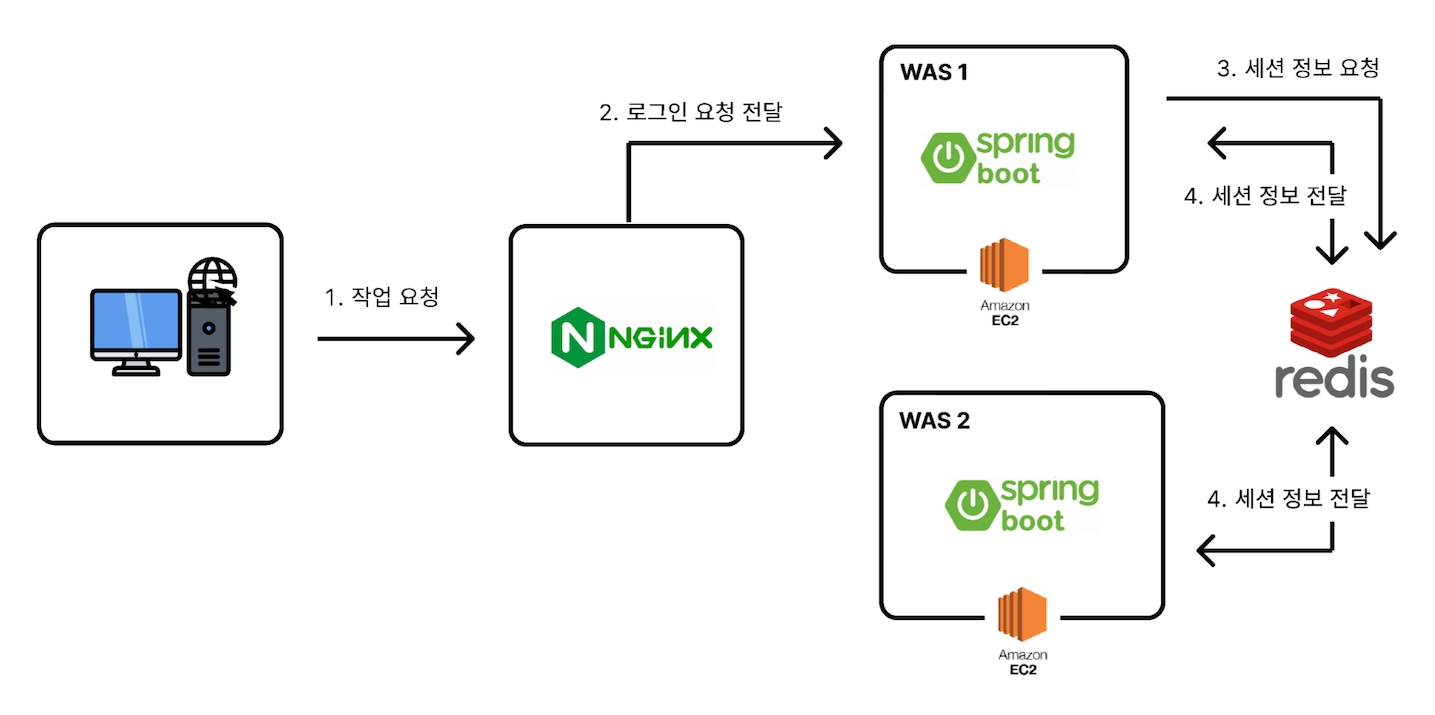 WAS 1
3. 세션 정보 요청
2. 로그인 요청 전달
spring
boot
4. 세션 정보 전달
Amazon
EC2
1. 작업 요청
N
NGINX
redis
WAS 2
spring
boot
4. 세션 정보 전달
Amazon
EC2